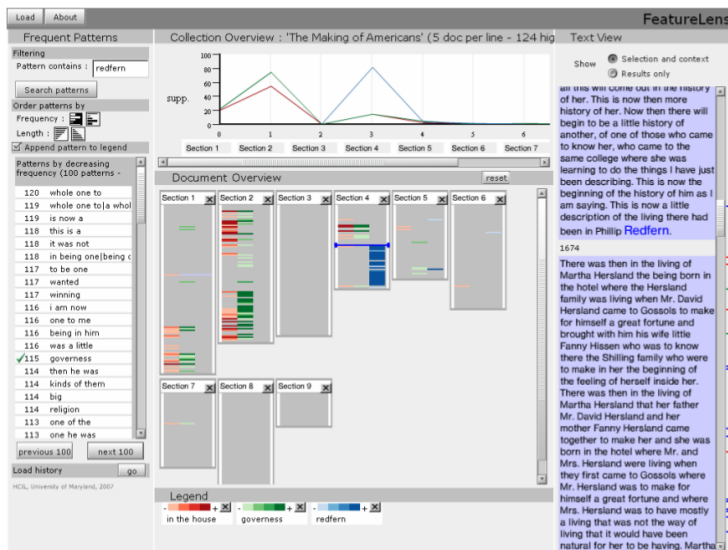 Load About
FeatureLens
Frequent Patterns
Filtering
Pattern contains : redfern
Search patterns
Order patterns by
Frequency :
Length :
Append pattern to legend
Patterns by decreasing
frequency (100 patterns -
120 whole one to
119 whole one to|a whol
119 is now a
118 this is a
118 it was not
118 in being one|being c
117 to be one
117 wanted
117 winning
116 i am now
116 one to me
116 being in him
116 was a little
115 governess
114 then he was
114 kinds of them
114 big
114 religion
113 one of the
113 one he was
previous 100 next 100
Load history go
HCIL, University of Maryland, 2007
Collection Overview : 'The Making of Americans' (5 doc per line - 124 hig
100
80
60
40
20
0
supp.
0 1 2 3 4 5 6
Section 1 Section 2 Section 3 Section 4 Section 5 Section 6 Section 7
Document Overview reset
Section 1 Section 2 Section 3 Section 4 Section 5 Section 6
Section 7 Section 8 Section 9
Legend
- + X - + X - + X
in the house governess redfern
Text View
Show Selection and context
Results only
all this will come out in the history
of her. This is now then more
history of her. Now then there will
begin to be a little history of
another, of one of those who came
to know her, who came to the
same college where she was
learning to do the things I have just
been describing. This is now the
beginning of the history of him as I
am saying. This is now a little
description of the living there had
been in Phillip Redfern.
1674
There was then in the living of
Martha Hersland the being born in
the hotel where the Hersland
family was living when Mr. David
Hersland came to Gossols to make
for himself a great fortune and
brought with him his wife little
Fanny Hissen who was to know
there the Shilling family who were
to make in her the beginning of
the feeling of herself inside her.
There was then in the living of
Martha Hersland that her father
Mr. David Hersland and her
mother Fanny Hersland came
together to make her and she was
born in the hotel where Mr. and
Mrs. Hersland were living when
they first came to Gossols where
Mr. Hersland was to make for
himself a great fortune and where
Mrs. Hersland was to have mostly
a living that was not the way of
living that it would have been
natural for her to be having. Martha